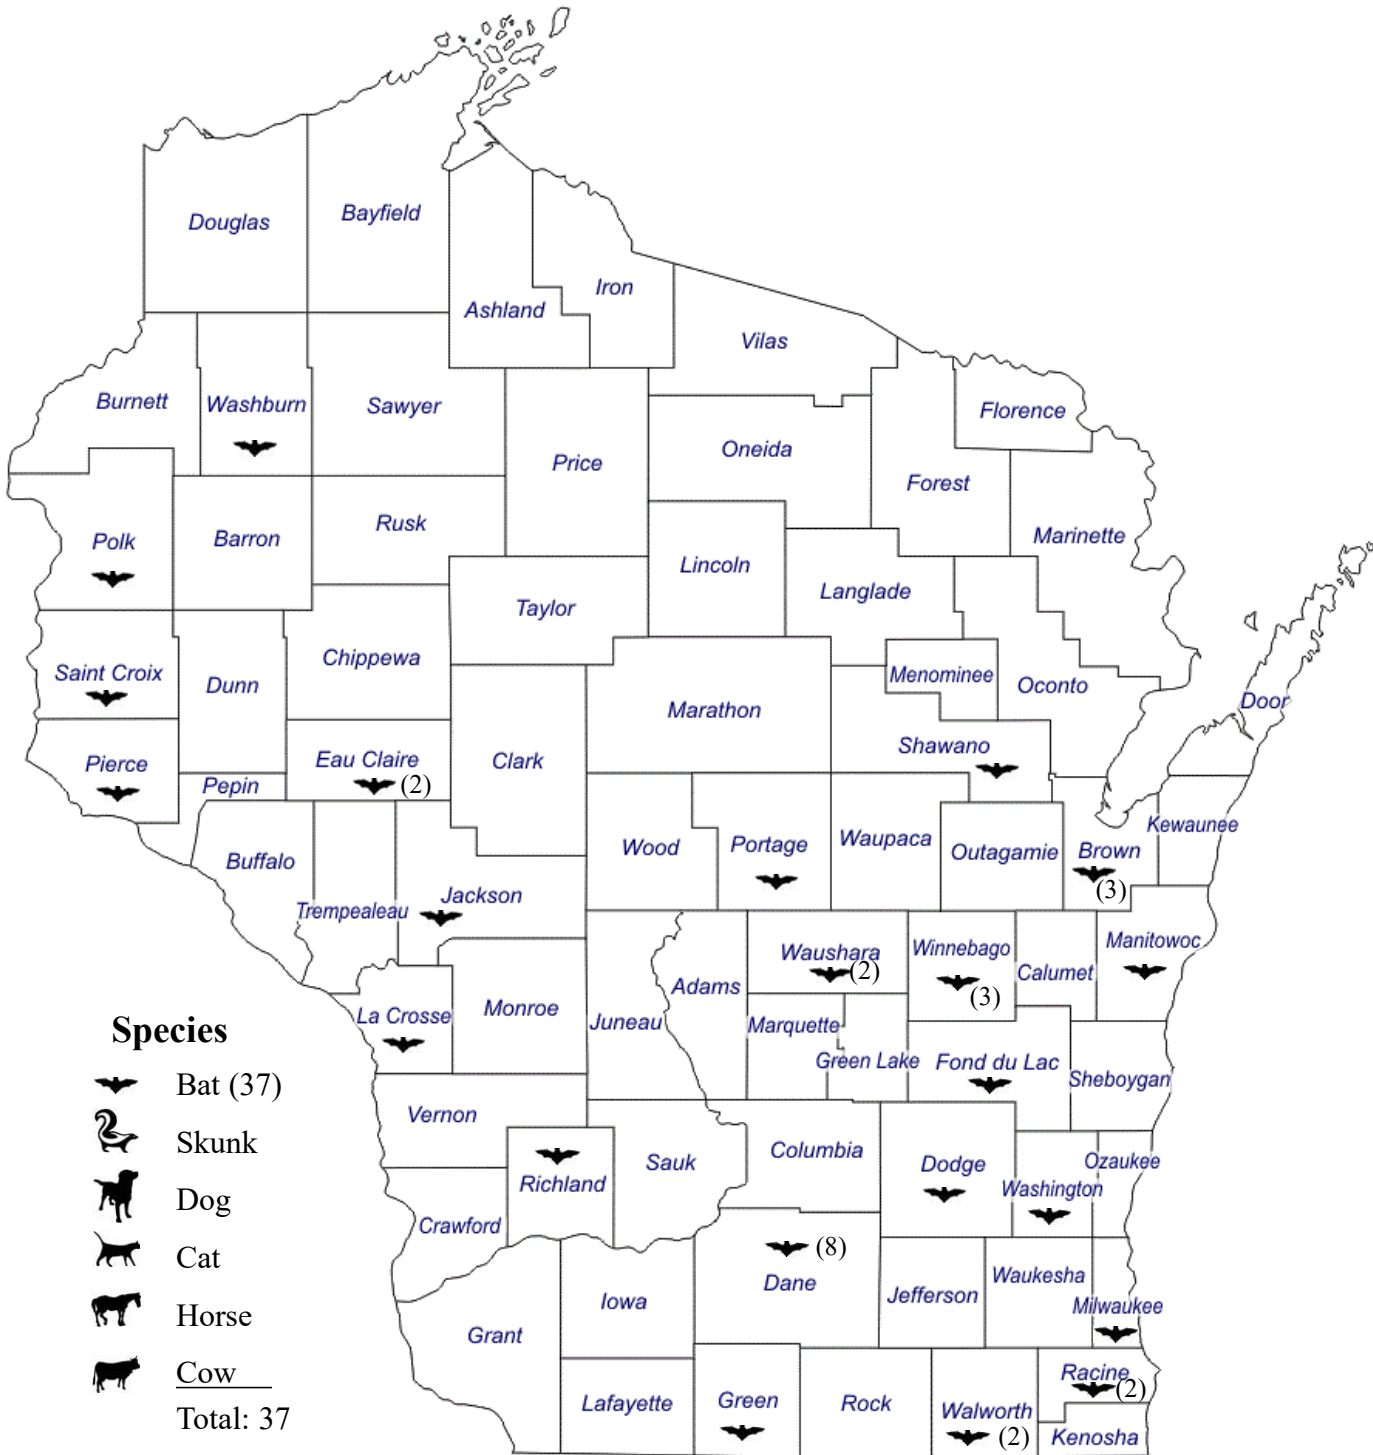 Douglas
Bayfield
Ashland
Iron
Vilas
Burnett
Washburn
Sawyer
Price
Oneida
Florence
Forest
Marinette
Polk
Barron
Rusk
Lincoln
Langlade
Taylor
Saint Croix
Dunn
Chippewa
Menominee
Oconto
Door
Marathon
Pierce
Eau Claire
(2)
Clark
Shawano
Pepin
Wood
Portage
Waupaca
Outagamie
Brown
(3)
Kewaunee
Buffalo
Trempealeau
Jackson
Waushara
(2)
Winnebago
(3)
Calumet
Manitowoc
Adams
La Crosse
Monroe
Juneau
Marquette
Green Lake
Fond du Lac
Sheboygan
Vernon
Richland
Sauk
Columbia
Dodge
Washington
Ozaukee
Crawford
(8)
Dane
Jefferson
Waukesha
Milwaukee
Iowa
Grant
Lafayette
Green
Rock
Walworth
(2)
Racine
(2)
Kenosha
Species
Bat (37)
Skunk
Dog
Cat
Horse
Cow
Total: 37